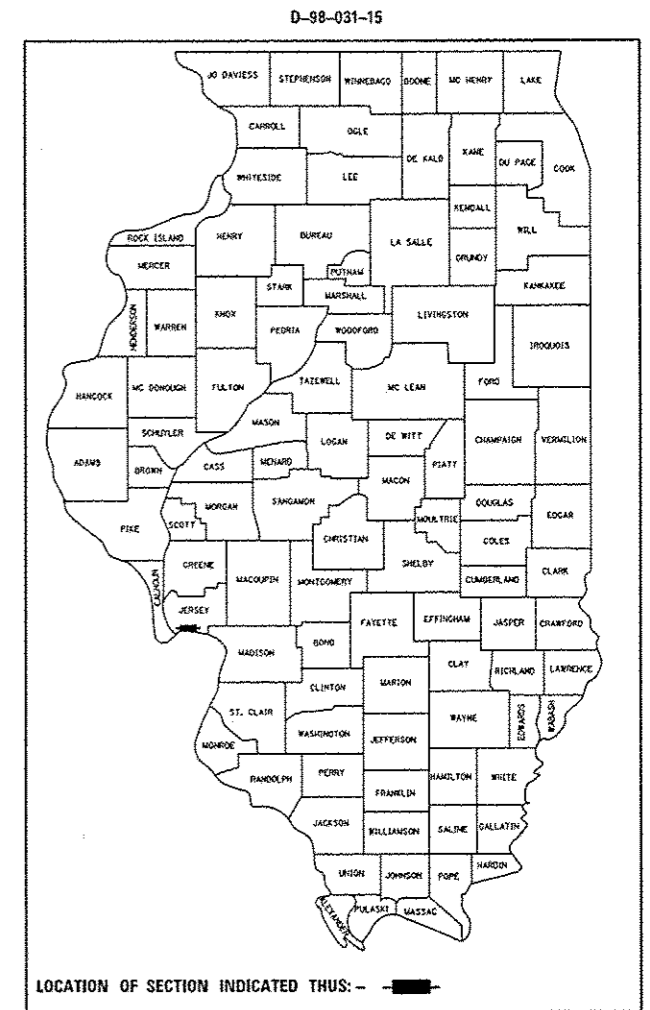 D-98-031-15
JO DAVIESS STEPHENSON WINNEBAGO BOONE MC HENRY LAKE
CARROLL OGLE DE KALB KANE DU PAGE COOK
WHITESIDE LEE
KENDALL WILL
ROCK ISLAND HENRY BUREAU LA SALLE GRUNDY
MERCER PUTNAM KANKAKEE
STARK MARSHALL
HENDERSON WARREN KNOX PEORIA WOODFORD LIVINGSTON IROQUOIS
HANCOCK MC DONOUGH FULTON TAZEWELL MC LEAN FORD
SCHUYLER MASON LOGAN DE WITT CHAMPAIGN VERMILION
ADAMS BROWN CASS MENARD MACON PIATT
PIKE SCOTT MORGAN SANGAMON MOULTRIE DOUGLAS EDGAR
CHRISTIAN COLES
CALHOUN GREENE MACOUPIN MONTGOMERY SHELBY CUMBERLAND CLARK
JERSEY FAYETTE EFFINGHAM JASPER CRAWFORD
MADISON BOND
CLINTON MARION CLAY RICHLAND LAWRENCE
ST. CLAIR WAYNE EDWARDS WABASH
MONROE WASHINGTON JEFFERSON
RANDOLPH PERRY HAMILTON WHITE
FRANKLIN
JACKSON WILLIAMSON SALINE GALLATIN
UNION JOHNSON POPE HARDIN
ALEXANDER PULASKI MASSAC
LOCATION OF SECTION INDICATED THUS: -